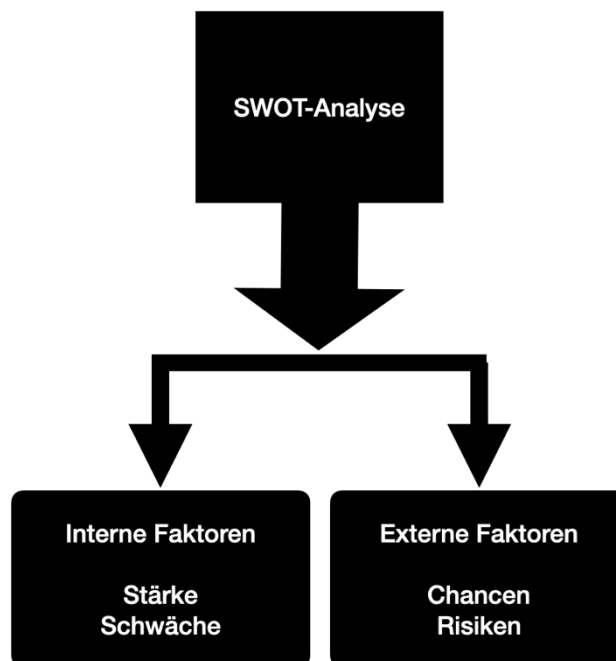 SWOT-Analyse
Interne Faktoren
Stärke
Schwäche
Externe Faktoren
Chancen
Risiken